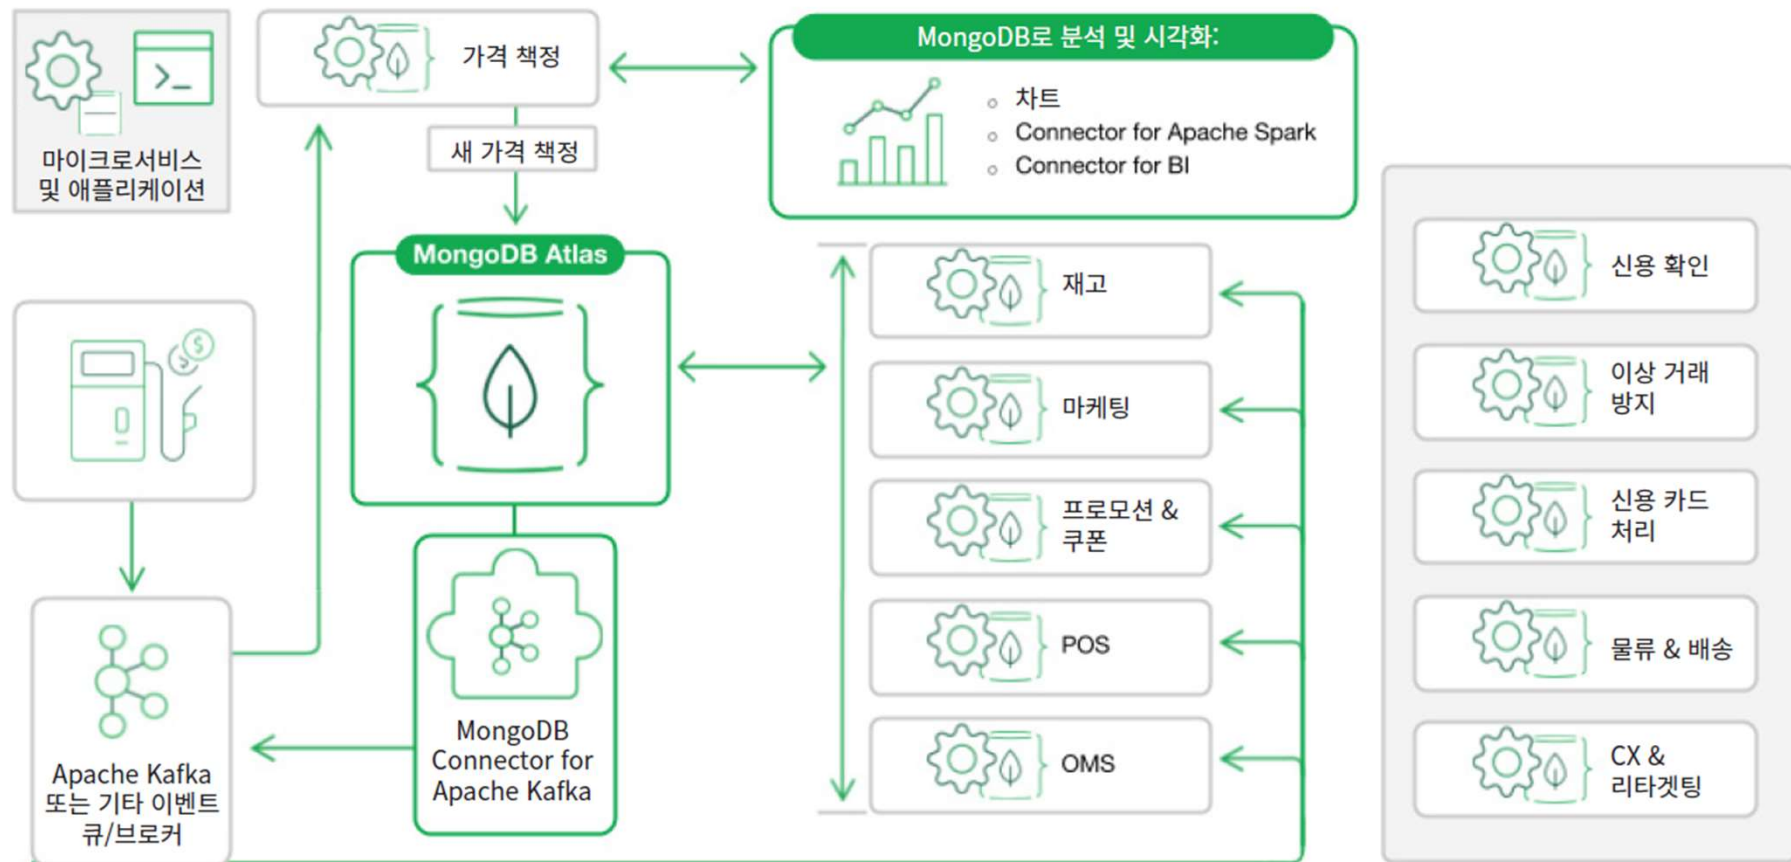 마이크로서비스
및 애플리케이션
가격 책정
새 가격 책정
MongoDB로 분석 및 시각화:
차트
Connector for Apache Spark
Connector for BI
MongoDB Atlas
MongoDB
Connector for
Apache Kafka
Apache Kafka
또는 기타 이벤트
큐/브로커
재고
마케팅
프로모션 &
쿠폰
POS
OMS
신용 확인
이상 거래
방지
신용 카드
처리
물류 & 배송
CX &
리타겟팅